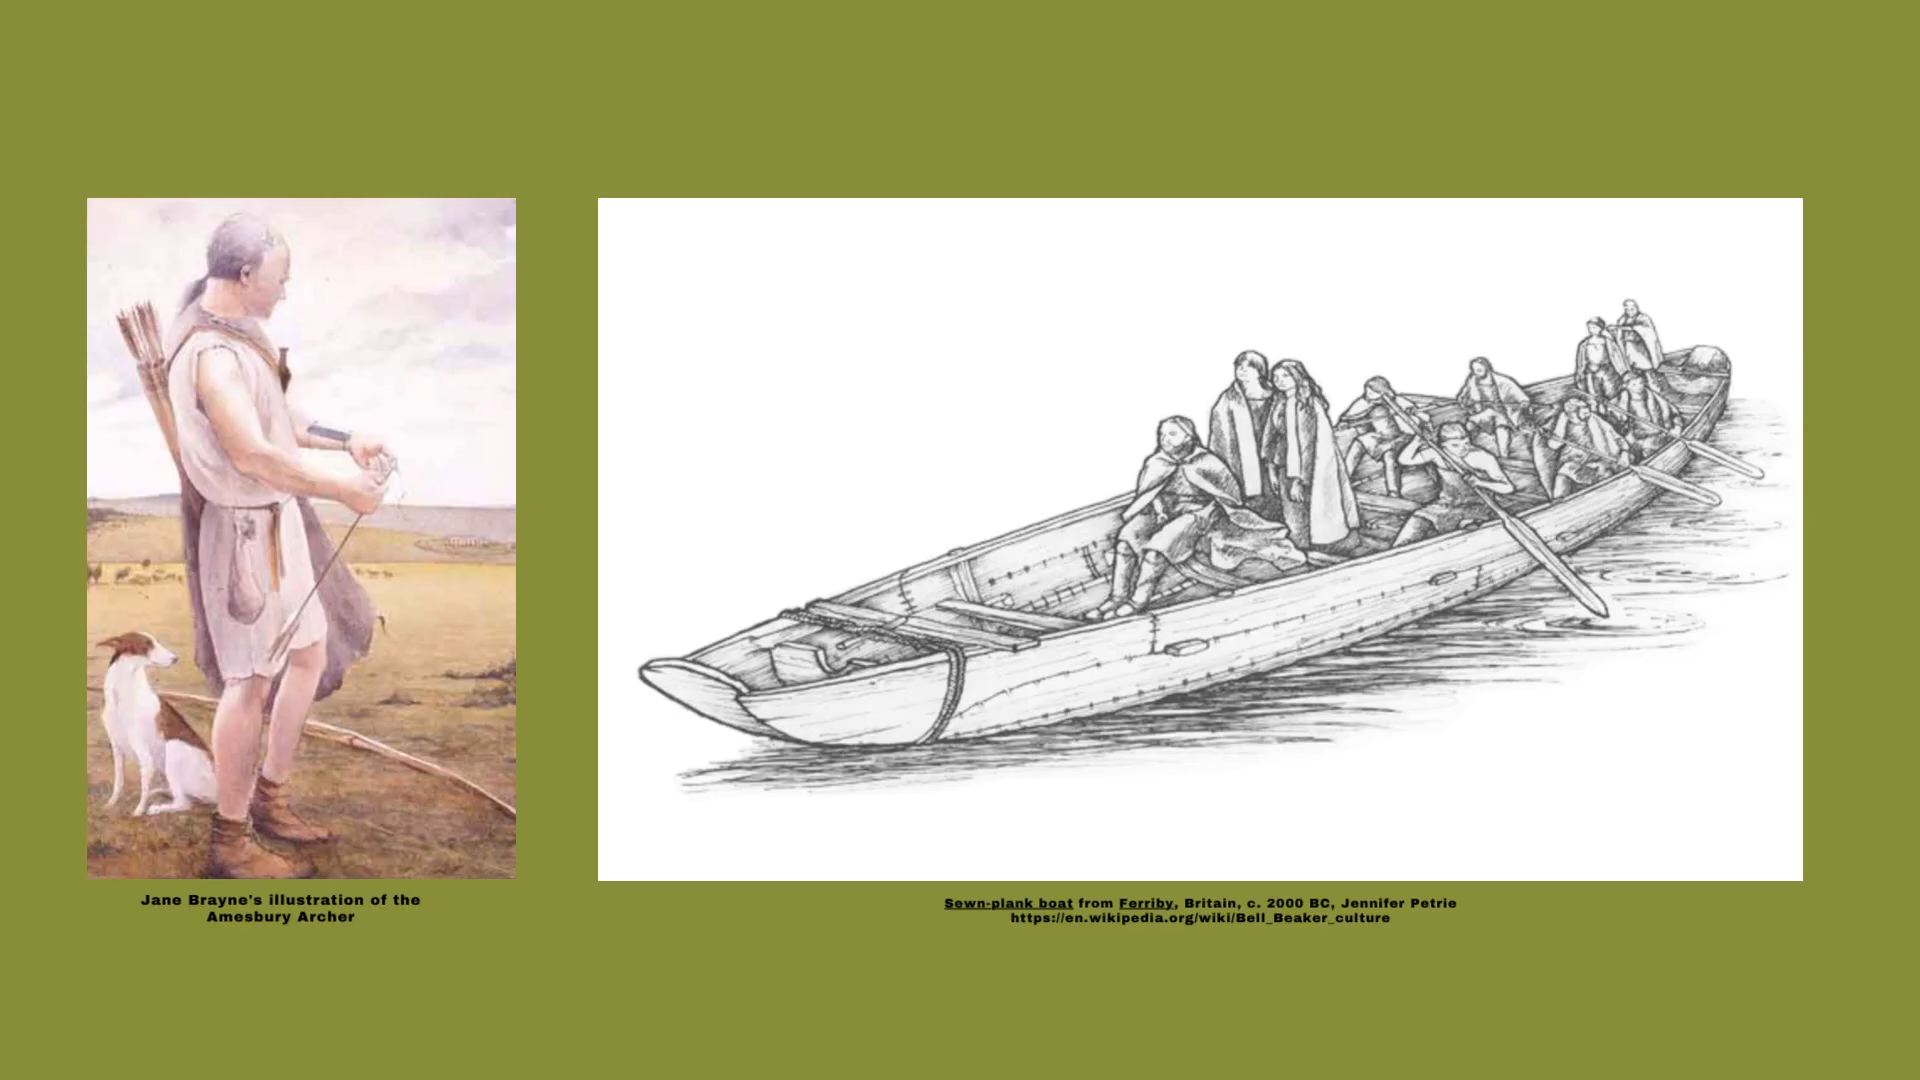 Jane Brayne's illustration of the
Amesbury Archer
Sewn-plank boat from Ferriby, Britain, c. 2000 BC, Jennifer Petrie
https://en.wikipedia.org/wiki/Bell_Beaker_culture